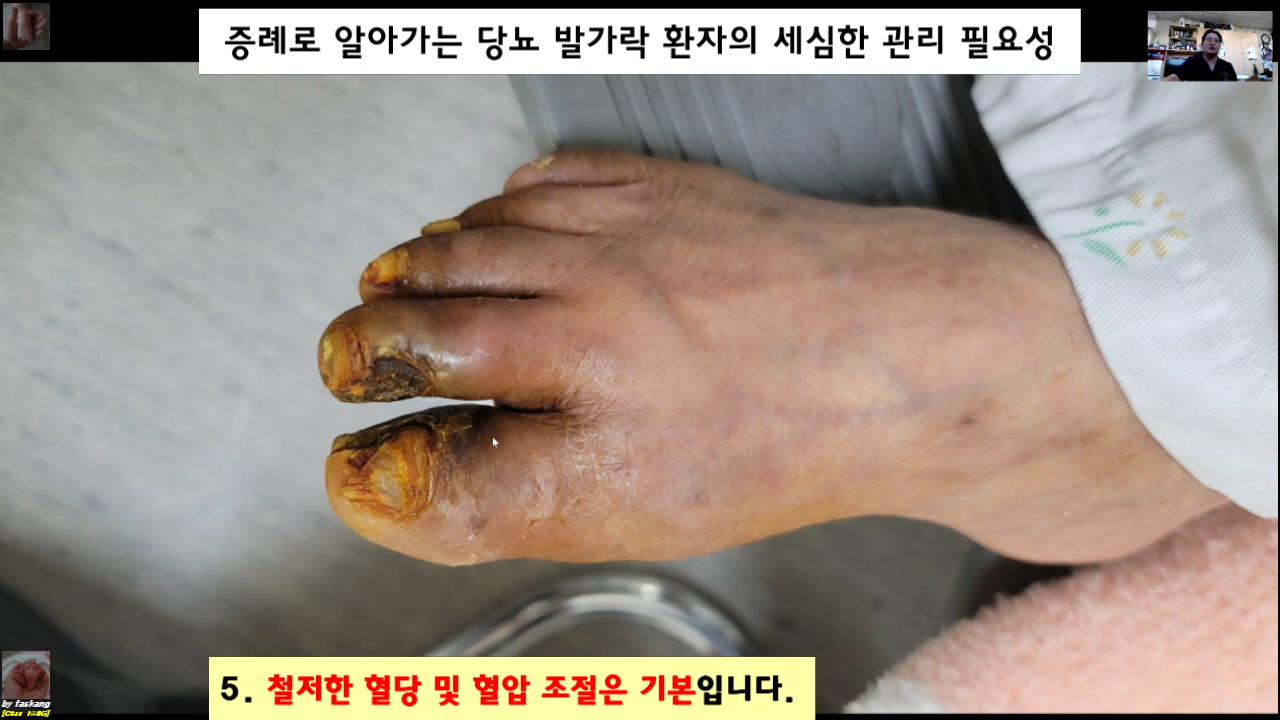 증례로 알아가는 당뇨 발가락 환자의 세심한 관리 필요성
5. 철저한 혈당 및 혈압 조절은 기본입니다.
by faskang